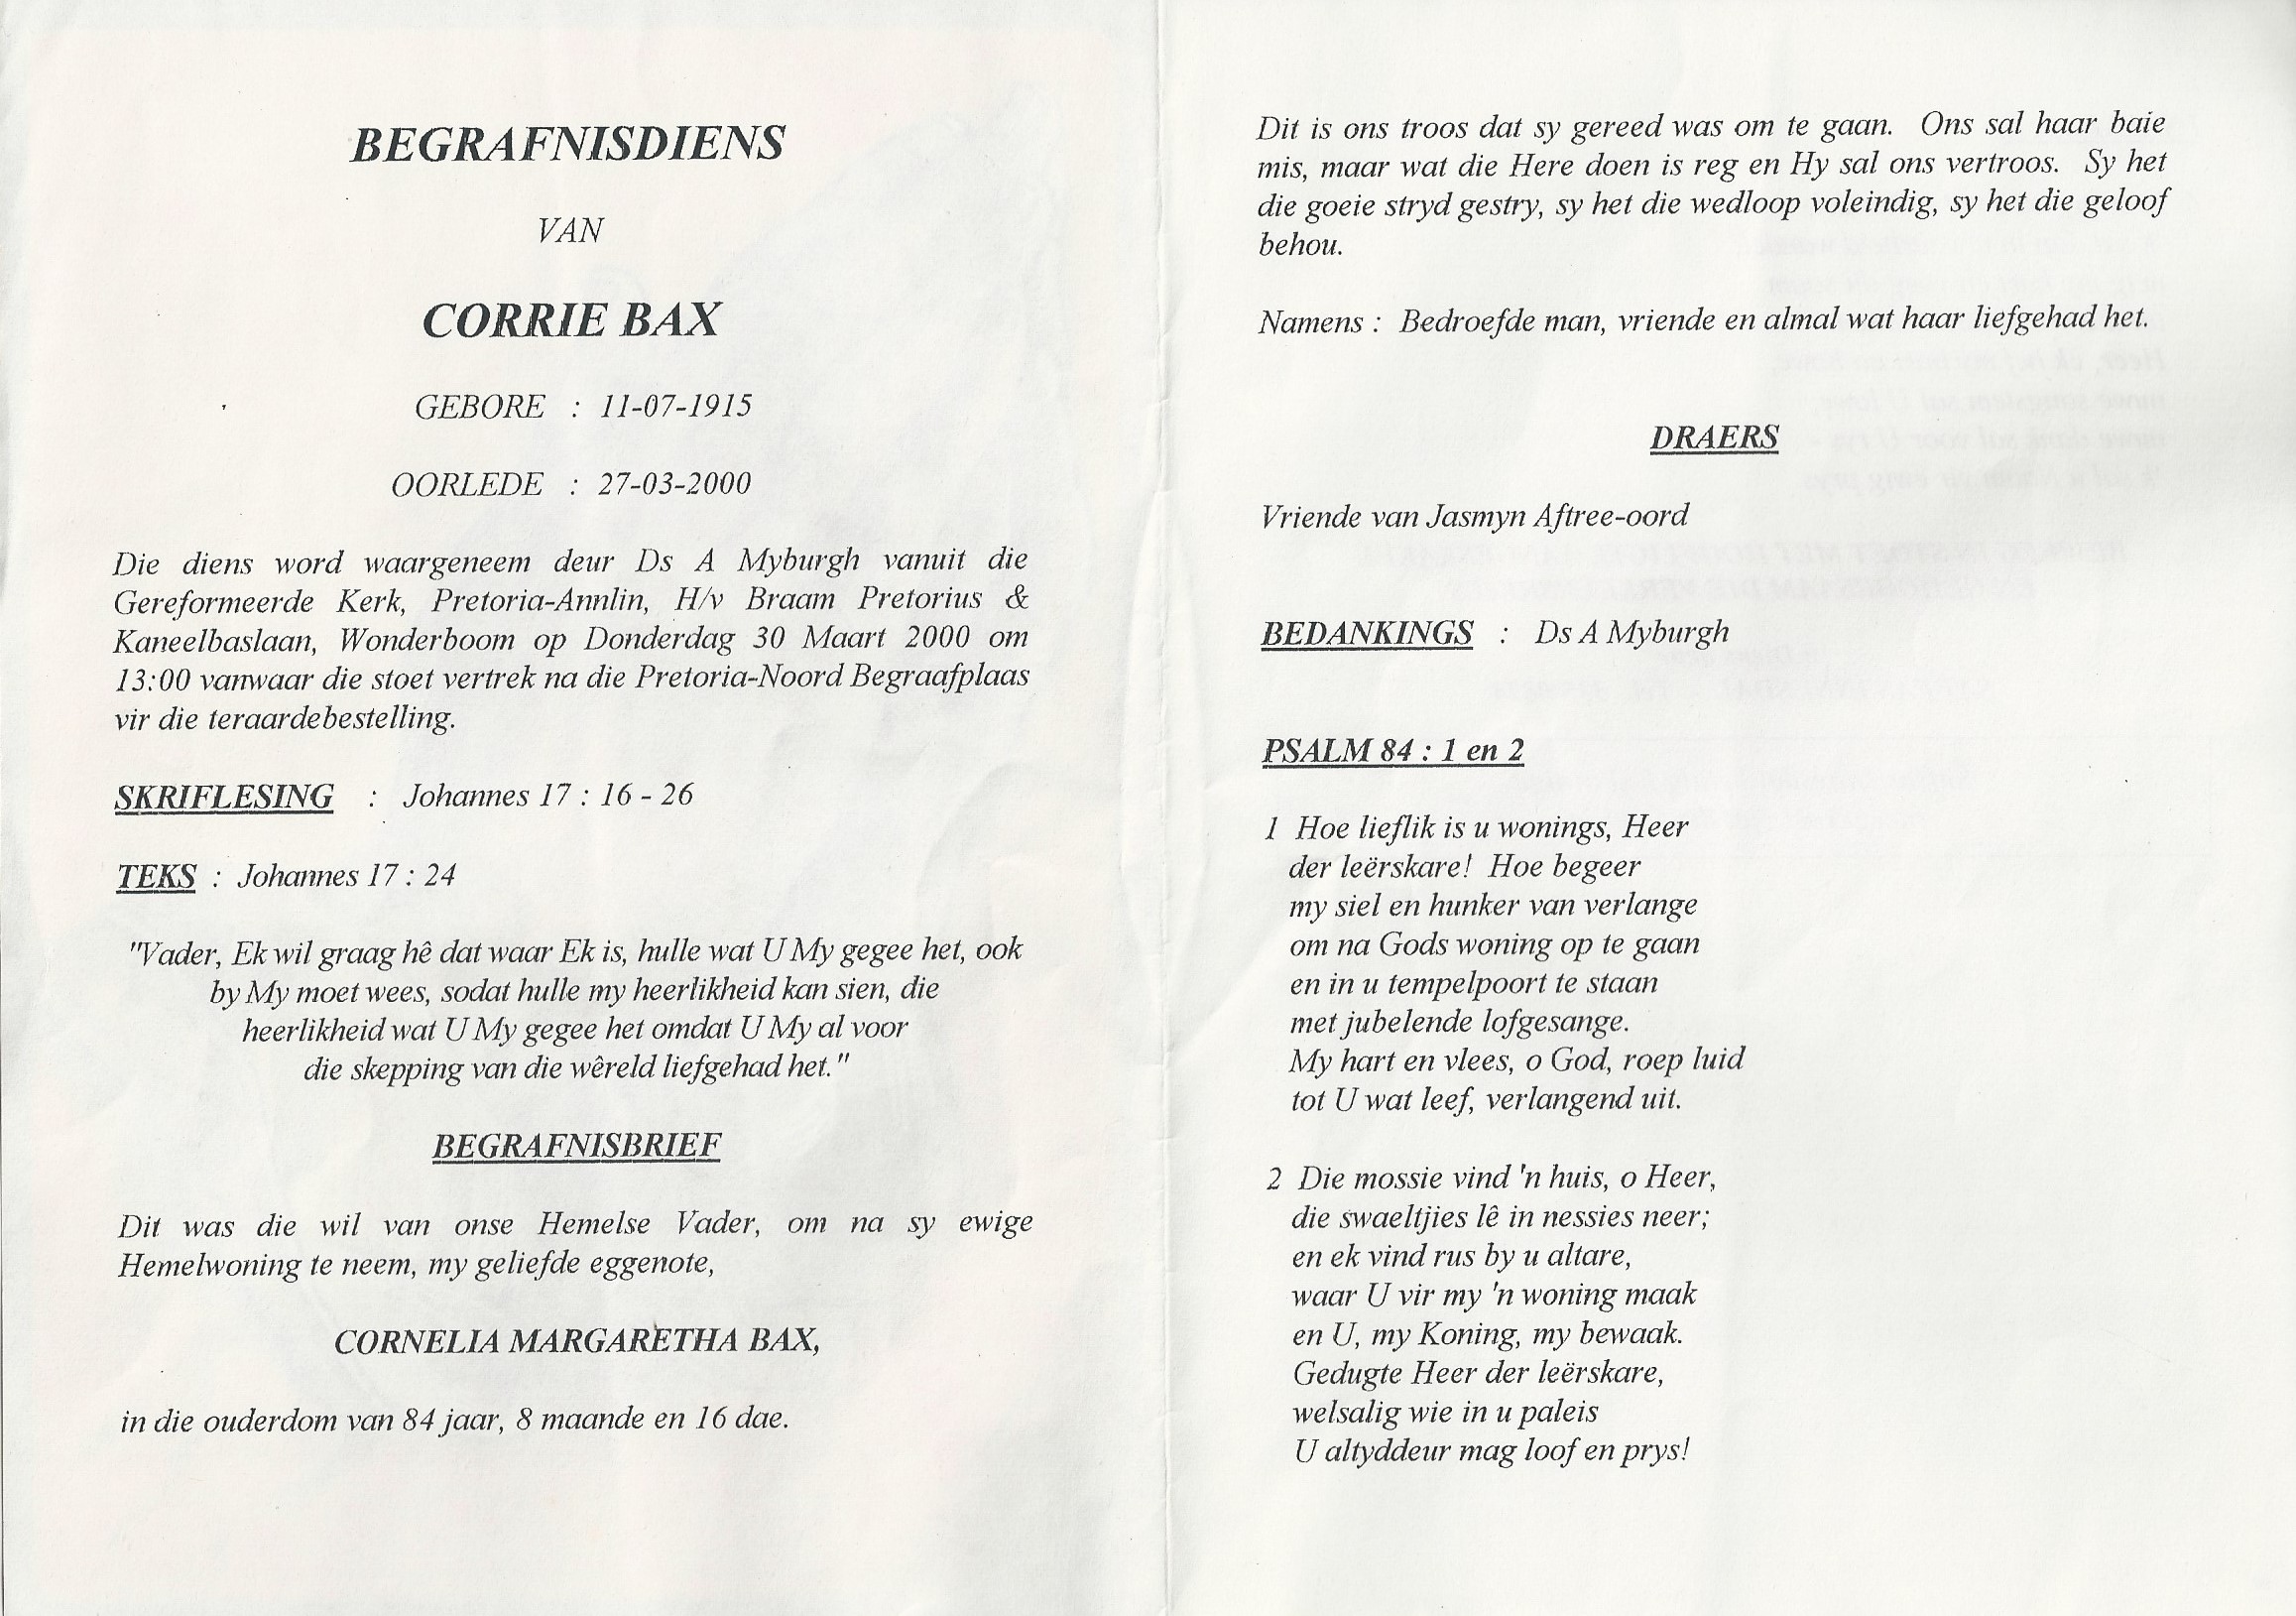 BEGRAFNISDIENS
VAN
CORRIE BAX
GEBORE : 11-07-1915
OORLEDE : 27-03-2000
Die diens word waargeneem deur Ds A Myburgh vanuit die
Gereformeerde Kerk, Pretoria-Annlin, H/v Braam Pretorius &
Kaneelbaslaan, Wonderboom op Donderdag 30 Maart 2000 om
13:00 vanwaar die stoet vertrek na die Pretoria-Noord Begraafplaas
vir die teraardebestelling.
SKRIFLESING : Johannes 17 : 16 - 26
TEKS : Johannes 17 : 24
"Vader, Ek wil graag hê dat waar Ek is, hulle wat U My gegee het, ook
by My moet wees, sodat hulle my heerlikheid kan sien, die
heerlikheid wat U My gegee het omdat U My al voor
die skepping van die wêreld liefgehad het."
BEGRAFNISBRIEF
Dit was die wil van onse Hemelse Vader, om na sy ewige
Hemelwoning te neem, my geliefde eggenote,
CORNELIA MARGARETHA BAX,
in die ouderdom van 84 jaar, 8 maande en 16 dae.
Dit is ons troos dat sy gereed was om te gaan. Ons sal haar baie
mis, maar wat die Here doen is reg en Hy sal ons vertroos. Sy het
die goeie stryd gestry, sy het die wedloop voleindig, sy het die geloof
behou.
Namens : Bedroefde man, vriende en almal wat haar liefgehad het.
DRAERS
Vriende van Jasmyn Aftree-oord
BEDANKINGS : Ds A Myburgh
PSALM 84 : 1 en 2
1 Hoe lieflik is u wonings, Heer
der leërskare! Hoe begeer
my siel en hunker van verlange
om na Gods woning op te gaan
en in u tempelpoort te staan
met jubelende lofgesange.
My hart en vlees, o God, roep luid
tot U wat leef, verlangend uit.
2 Die mossie vind 'n huis, o Heer,
die swaeltjies lê in nessies neer;
en ek vind rus by u altare,
waar U vir my 'n woning maak
en U, my Koning, my bewaak.
Gedugte Heer der leërskare,
welsalig wie in u paleis
U altyddeur mag loof en prys!